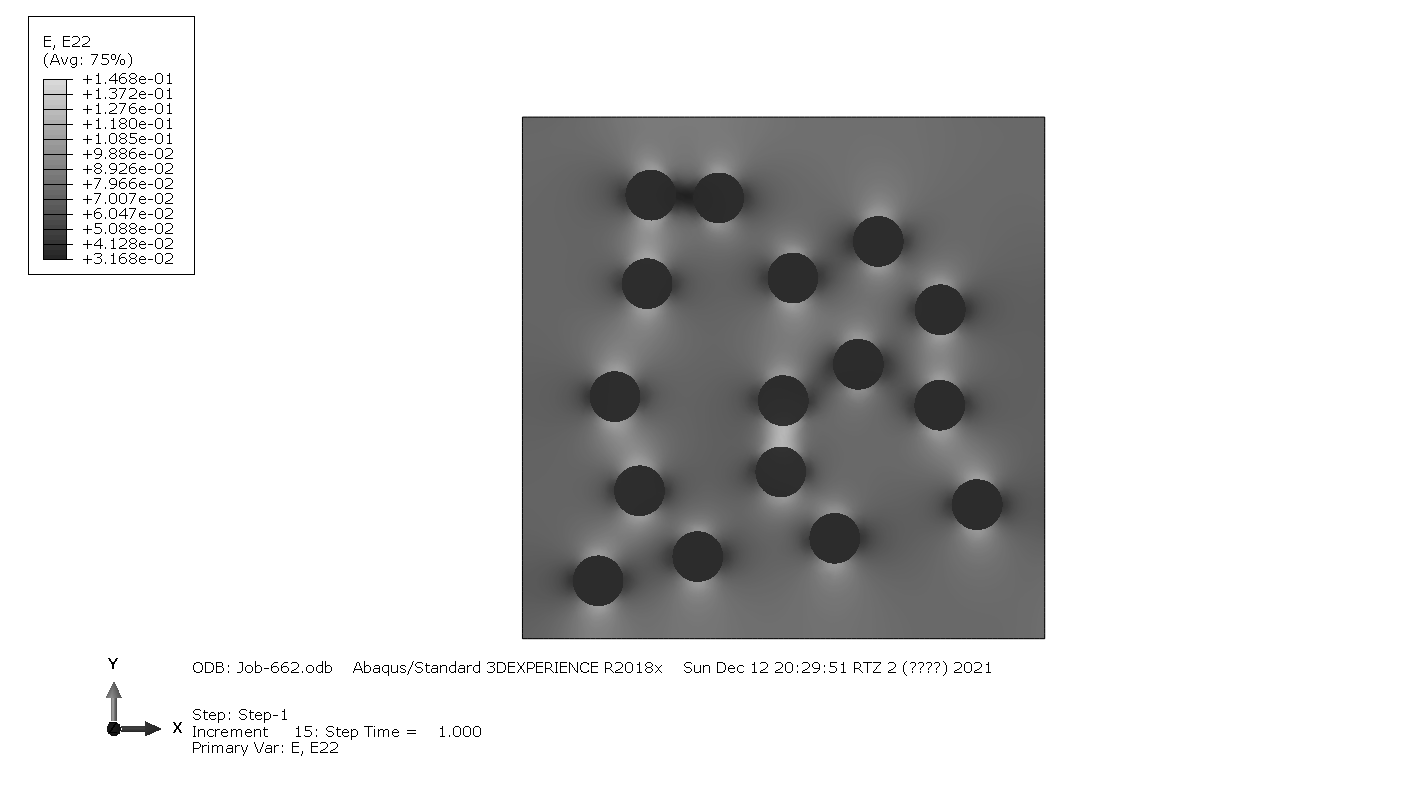 E, E22
(Avg: 75%)
+1.468e-01
+1.372e-01
+1.276e-01
+1.180e-01
+1.085e-01
+9.886e-02
+8.926e-02
+7.966e-02
+7.007e-02
+6.047e-02
+5.088e-02
+4.128e-02
+3.168e-02
Y
X
ODB: Job-662.odb Abaqus/Standard 3DEXPERIENCE R2018x Sun Dec 12 20:29:51 RTZ 2 (????) 2021
Step: Step-1
Increment 15: Step Time = 1.000
Primary Var: E, E22